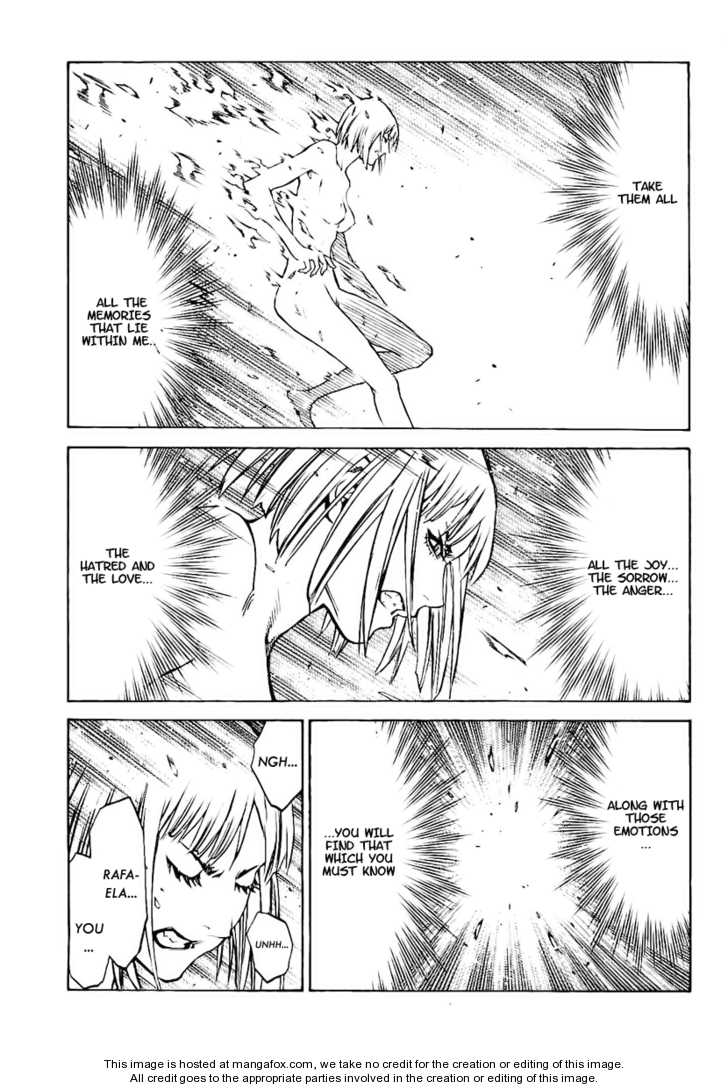 TAKE
THEM ALL
ALL THE
MEMORIES
THAT LIE
WITHIN ME..
ALL THE JOY...
THE SORROW...
THE ANGER...
THE
HATRED AND
THE LOVE...
ALONG WITH
THOSE
EMOTIONS
...
...YOU WILL
FIND THAT
WHICH YOU
MUST KNOW
NGH...
UNHH...
RAFA-
ELA...
YOU
...
This image is hosted at mangafox.com, we take no credit for the creation or editing of this image.
All credit goes to the appropriate parties involved in the creation or editing of this image.